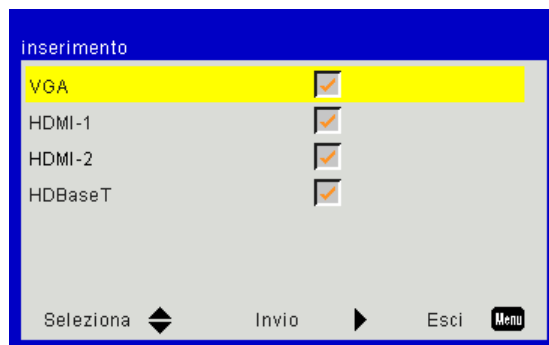 inserimento
VGA
HDMI-1
HDMI-2
HDBaseT
Seleziona Invio Esci Menu